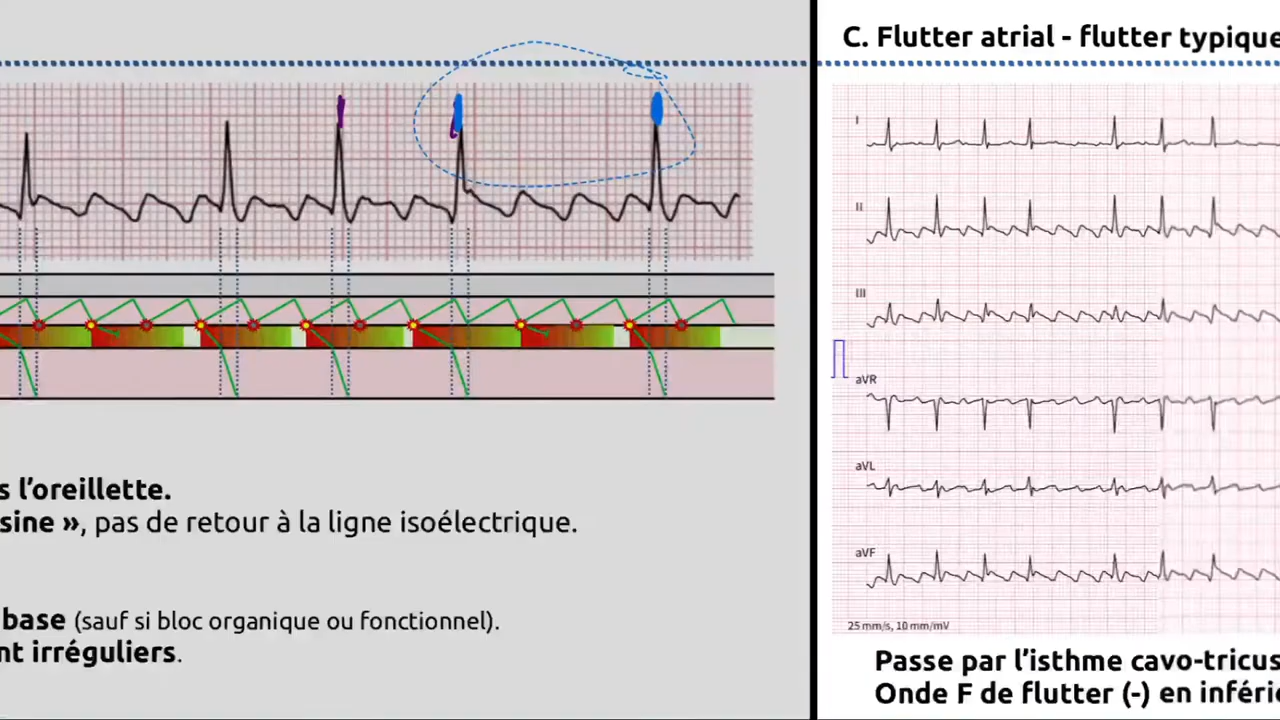 s l’oreillette.
sine », pas de retour à la ligne isoélectrique.
base (sauf si bloc organique ou fonctionnel).
nt irréguliers.
C. Flutter atrial - flutter typique
I
II
III
aVR
aVL
aVF
25 mm/s, 10 mm/mV
Passe par l’isthme cavo-tricus
Onde F de flutter (-) en inférie